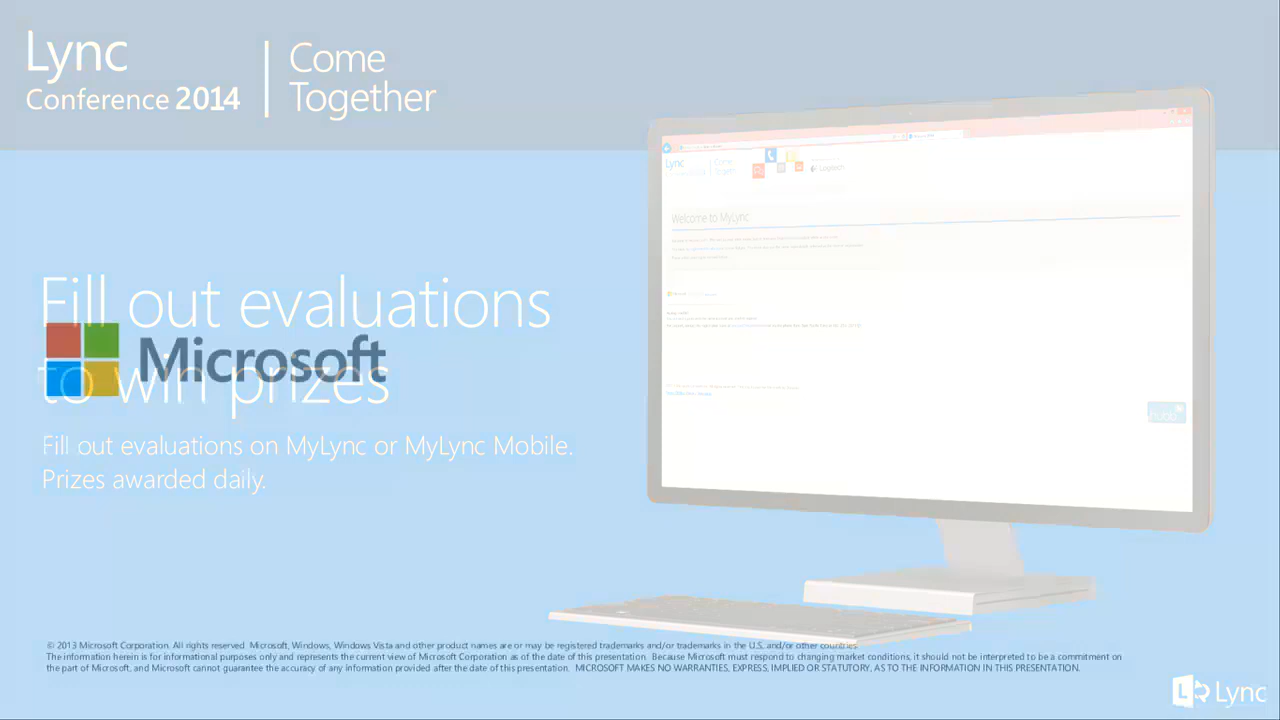 Lync
Conference 2014
Come
Together
Lync
Come
Together
Logitech
Welcome to MyLync
Fill out evaluations
to win prizes
Microsoft
Fill out evaluations on MyLync or MyLync Mobile.
Prizes awarded daily.
© 2013 Microsoft Corporation. All rights reserved. Microsoft, Windows, Windows Vista and other product names are or may be registered trademarks and/or trademarks in the U.S. and/or other countries.
The information herein is for informational purposes only and represents the current view of Microsoft Corporation as of the date of this presentation. Because Microsoft must respond to changing market conditions, it should not be interpreted to be a commitment on
the part of Microsoft, and Microsoft cannot guarantee the accuracy of any information provided after the date of this presentation. MICROSOFT MAKES NO WARRANTIES, EXPRESS, IMPLIED OR STATUTORY, AS TO THE INFORMATION IN THIS PRESENTATION.
Lync